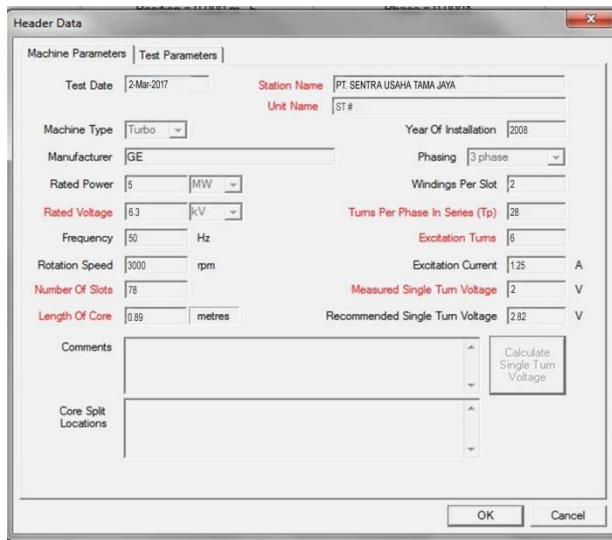 Header Data
Machine Parameters Test Parameters
Test Date 2-Mar-2017 Station Name PT. SENTRA USAHA TAMA JAYA
Unit Name ST #
Machine Type Turbo Year Of Installation 2008
Manufacturer GE Phasing 3 phase
Rated Power 5 MW Windings Per Slot 2
Rated Voltage 6.3 kV Turns Per Phase In Series (Tp) 28
Frequency 50 Hz Excitation Turns 6
Rotation Speed 3000 rpm Excitation Current 1.25 A
Number Of Slots 78 Measured Single Turn Voltage 2 V
Length Of Core 0.89 metres Recommended Single Turn Voltage 2.82 V
Comments
Calculate
Single Turn
Voltage
Core Split
Locations
OK Cancel